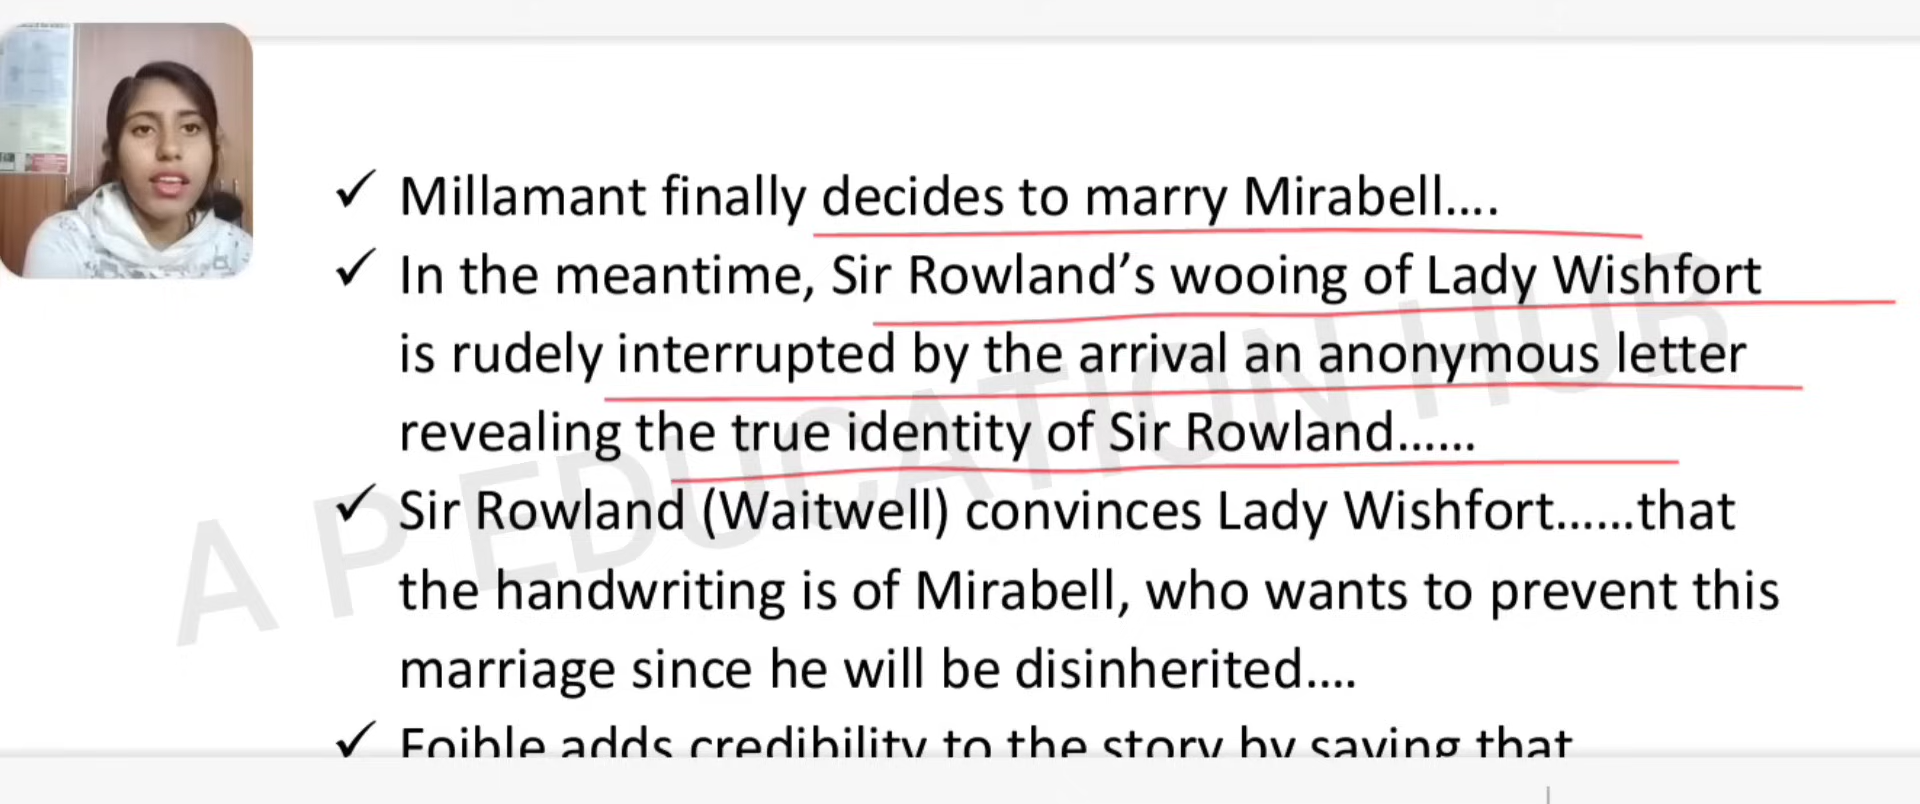 ✓ Millamant finally decides to marry Mirabell....
✓ In the meantime, Sir Rowland's wooing of Lady Wishfort
is rudely interrupted by the arrival an anonymous letter
revealing the true identity of Sir Rowland......
✓ Sir Rowland (Waitwell) convinces Lady Wishfort......that
the handwriting is of Mirabell, who wants to prevent this
marriage since he will be disinherited....
✓ Foible adds credibility to the story by saying that
A P EDUCATION HUB